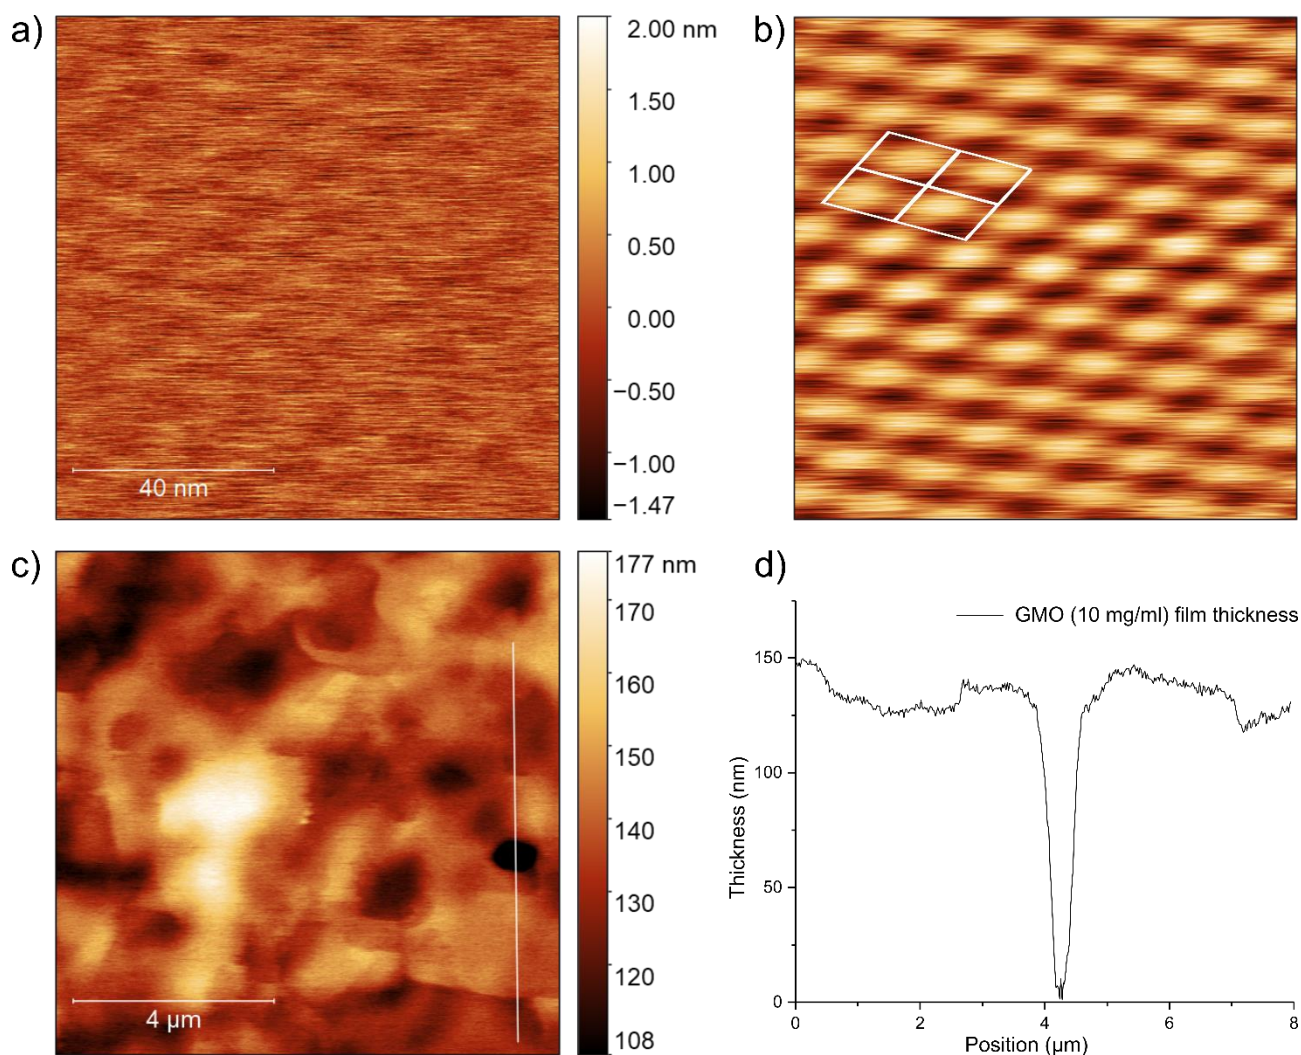 a)
2.00 nm
1.50
1.00
0.50
0.00
−0.50
−1.00
−1.47
40 nm
b)
c)
177 nm
170
160
150
140
130
120
108
4 µm
d)
GMO (10 mg/ml) film thickness
150
100
50
0
Thickness (nm)
0 2 4 6 8
Position (µm)